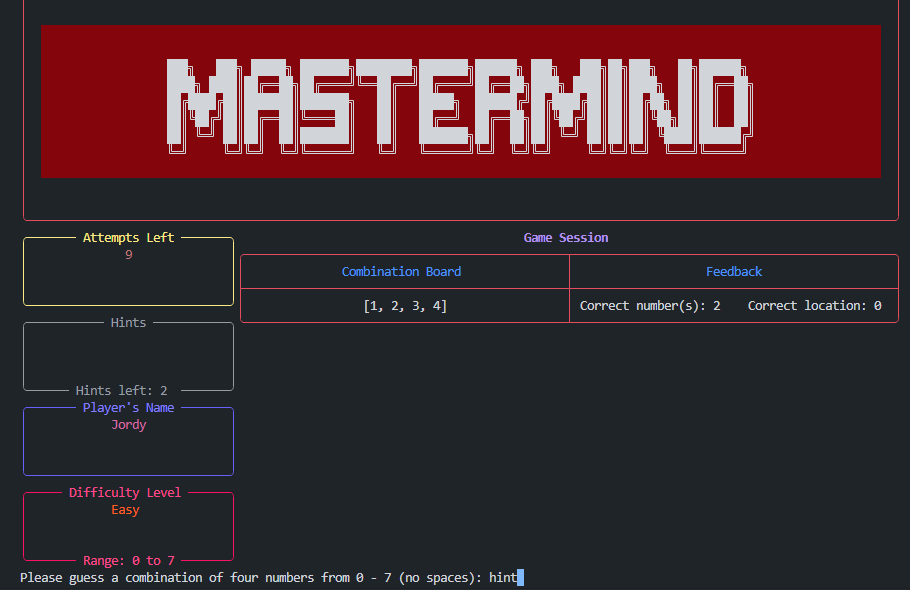 MASTERMIND
Attempts Left
9
Game Session
Combination Board Feedback
[1, 2, 3, 4] Correct number(s): 2 Correct location: 0
Hints
Hints left: 2
Player's Name
Jordy
Difficulty Level
Easy
Range: 0 to 7
Please guess a combination of four numbers from 0 - 7 (no spaces): hint